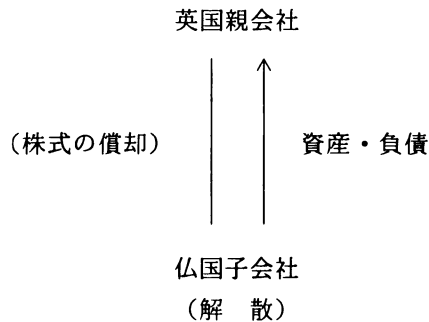 英国親会社
（株式の償却）
資産・負債
仏国子会社
（解　散）